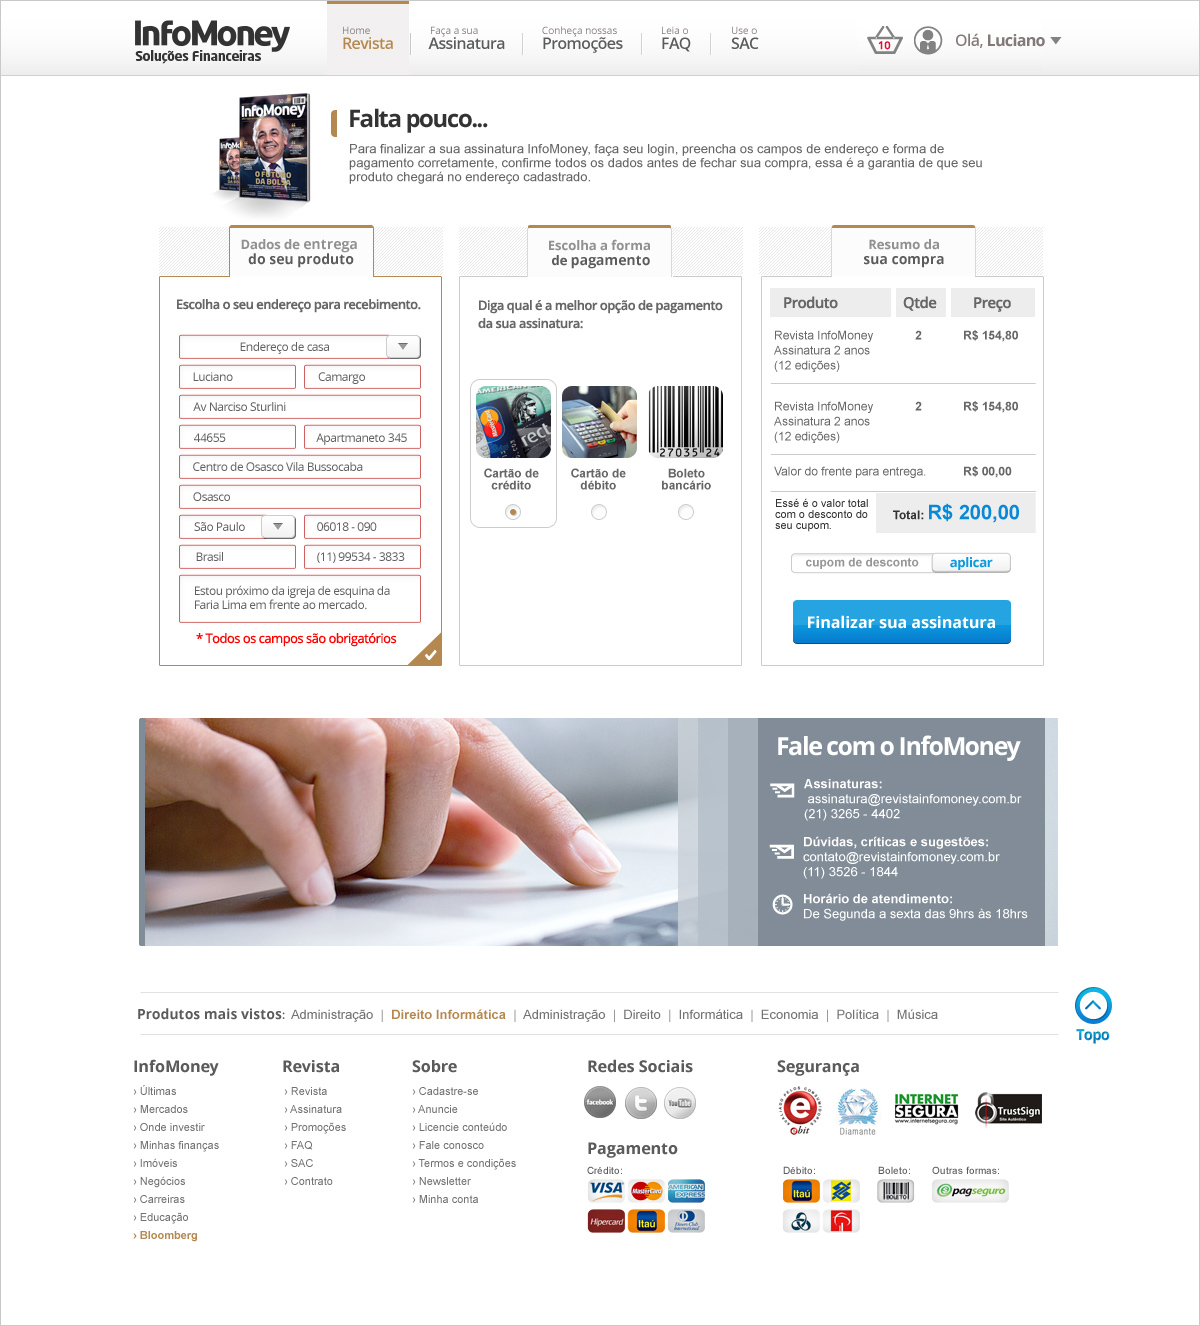 InfoMoney
Soluções Financeiras
Home
Revista
Faça a sua
Assinatura
Conheça nossas
Promoções
Leia o
FAQ
Use o
SAC
10
Olá, Luciano
InfoMoney
O FUTURO
DA BOLSA
Falta pouco...
Para finalizar a sua assinatura InfoMoney, faça seu login, preencha os campos de endereço e forma de
pagamento corretamente, confirme todos os dados antes de fechar sua compra, essa é a garantia de que seu
produto chegará no endereço cadastrado.
Dados de entrega
do seu produto
Escolha o seu endereço para recebimento.
Endereço de casa
Luciano
Camargo
Av Narciso Sturlini
44655
Apartmaneto 345
Centro de Osasco Vila Bussocaba
Osasco
São Paulo
06018 - 090
Brasil
(11) 99534 - 3833
Estou próximo da igreja de esquina da
Faria Lima em frente ao mercado.
* Todos os campos são obrigatórios
Escolha a forma
de pagamento
Diga qual é a melhor opção de pagamento
da sua assinatura:
MasterCard
27035 24
Cartão de
crédito
Cartão de
débito
Boleto
bancário
Resumo da
sua compra
Produto Qtde Preço
Revista InfoMoney 2 R$ 154,80
Assinatura 2 anos
(12 edições)
Revista InfoMoney 2 R$ 154,80
Assinatura 2 anos
(12 edições)
Valor do frente para entrega. R$ 00,00
Essé é o valor total
com o desconto do
seu cupom.
Total: R$ 200,00
cupom de desconto aplicar
Finalizar sua assinatura
Fale com o InfoMoney
Assinaturas:
assinatura@revistainfomoney.com.br
(21) 3265 - 4402
Dúvidas, críticas e sugestões:
contato@revistainfomoney.com.br
(11) 3526 - 1844
Horário de atendimento:
De Segunda a sexta das 9hrs às 18hrs
Produtos mais vistos: Administração | Direito Informática | Administração | Direito | Informática | Economia | Política | Música
Topo
InfoMoney
› Últimas
› Mercados
› Onde investir
› Minhas finanças
› Imóveis
› Negócios
› Carreiras
› Educação
› Bloomberg
Revista
› Revista
› Assinatura
› Promoções
› FAQ
› SAC
› Contrato
Sobre
› Cadastre-se
› Anuncie
› Licencie conteúdo
› Fale conosco
› Termos e condições
› Newsletter
› Minha conta
Redes Sociais
facebook
t
You Tube
Pagamento
Crédito:
VISA
MasterCard
AMERICAN EXPRESS
Hipercard
Itaú
Diners Club
International
Segurança
e
ebit
Diamante
INTERNET
SEGURA
www.internetsegura.org
TrustSign
Site Autêntico
Débito:
Itaú
Boleto:
BOLETO
Outras formas:
pagseguro